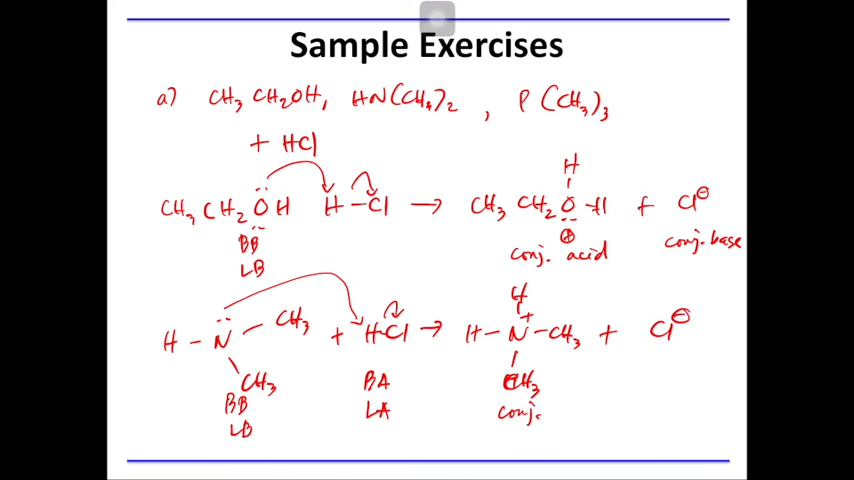 Sample Exercises
a) CH3 CH2OH, HN(CH3)2, P(CH3)3
+ HCl
H
CH3 CH2 O H H — Cl → CH3 CH2 O – H + Cl⊖
⊕
BB
LB
conj. acid conj. base
H
H – N – CH3 + H–Cl → H – N+ – CH3 + Cl⊖
CH3 CH3
BB BA conj.
LB LA